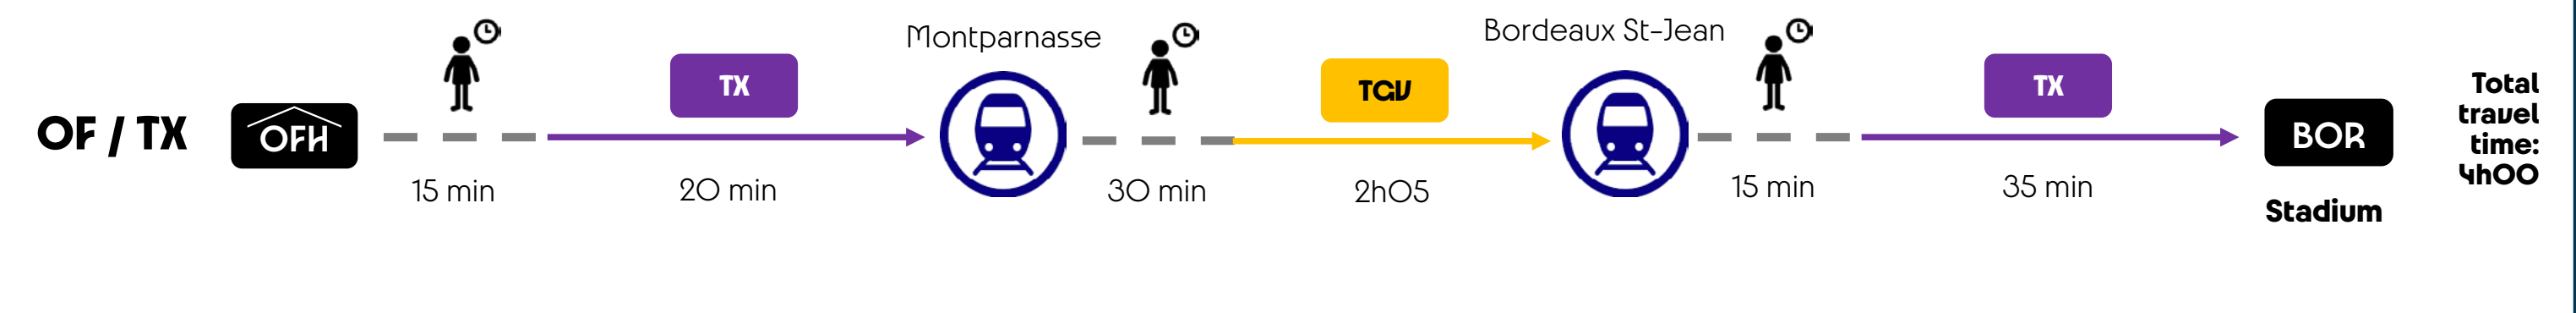 OF / TX
OFH
15 min
TX
20 min
Montparnasse
30 min
TGV
2h05
Bordeaux St-Jean
15 min
TX
35 min
BOR
Stadium
Total
travel
time:
4h00